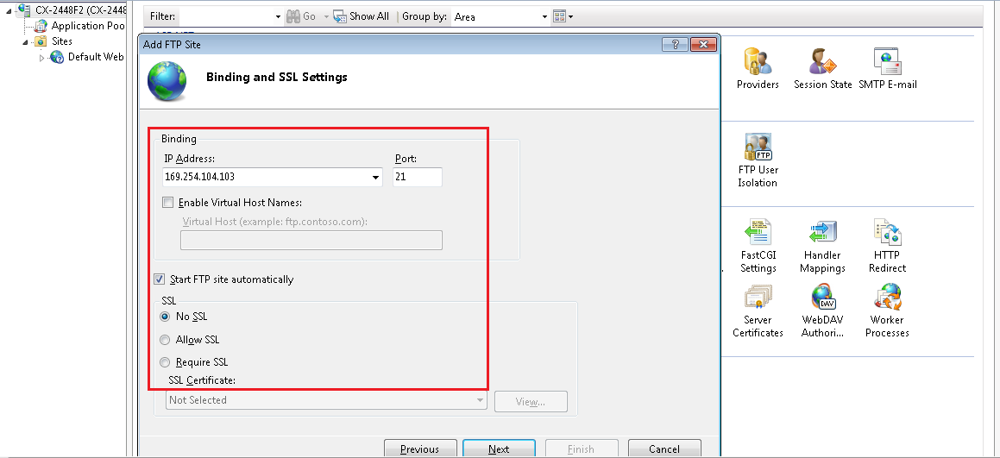 CX-2448F2 (CX-2448
Application Poo
Sites
Default Web
Filter:
Go
Show All
Group by:
Area
Add FTP Site
?
Binding and SSL Settings
Binding
IP Address:
Port:
169.254.104.103
21
Enable Virtual Host Names:
Virtual Host (example: ftp.contoso.com):
Start FTP site automatically
SSL
No SSL
Allow SSL
Require SSL
SSL Certificate:
Not Selected
View...
Previous
Next
Finish
Cancel
Providers
Session State
SMTP E-mail
FTP
FTP User
Isolation
FastCGI
Settings
Handler
Mappings
HTTP
Redirect
Server
Certificates
DAV
WebDAV
Authori...
Worker
Processes